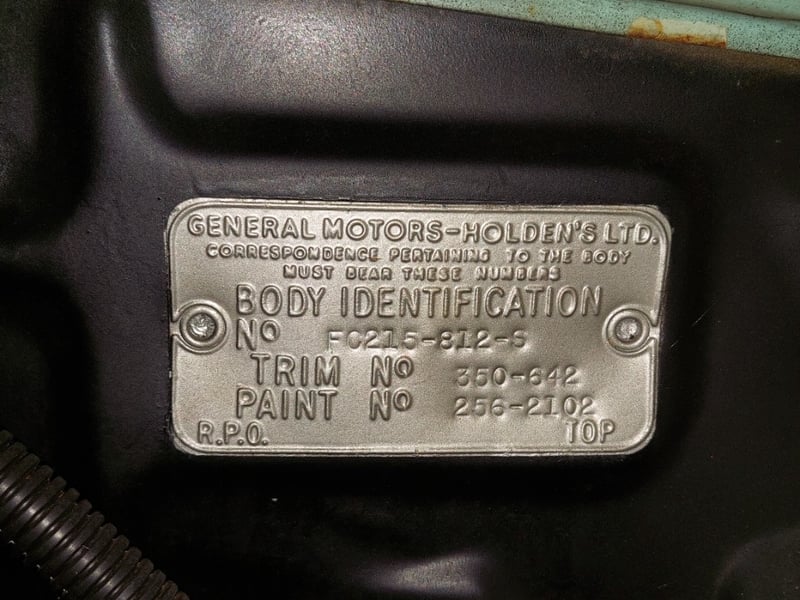 GENERAL MOTORS-HOLDEN'S LTD.
CORRESPONDENCE PERTAINING TO THE BODY
MUST BEAR THESE NUMBERS
BODY IDENTIFICATION
Nº FC215-812-S
TRIM Nº 350-642
PAINT Nº 256-2102
R.P.O. TOP